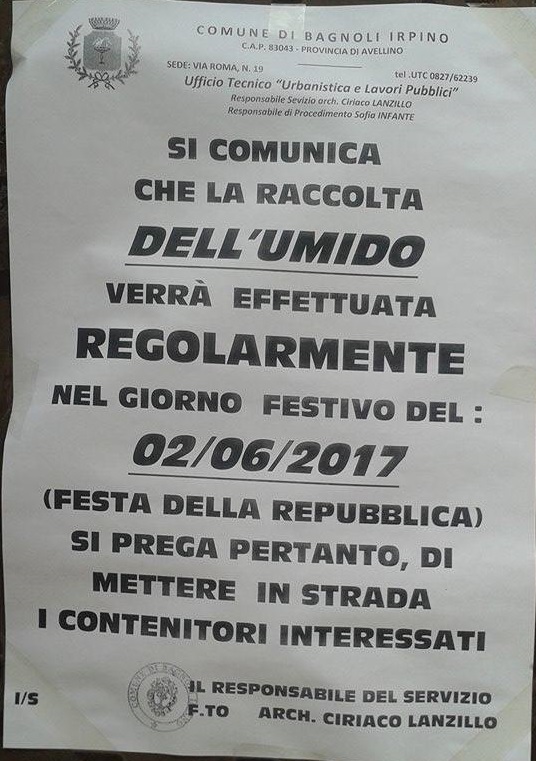 COMUNE DI BAGNOLI IRPINO
C.A.P. 83043 - PROVINCIA DI AVELLINO
SEDE: VIA ROMA, N. 19 tel .UTC 0827/62239
Ufficio Tecnico "Urbanistica e Lavori Pubblici"
Responsabile Sevizio arch. Ciriaco LANZILLO
Responsabile di Procedimento Sofia INFANTE
SI COMUNICA
CHE LA RACCOLTA
DELL'UMIDO
VERRÀ EFFETTUATA
REGOLARMENTE
NEL GIORNO FESTIVO DEL :
02/06/2017
(FESTA DELLA REPUBBLICA)
SI PREGA PERTANTO, DI
METTERE IN STRADA
I CONTENITORI INTERESSATI
I/S
IL RESPONSABILE DEL SERVIZIO
F.TO ARCH. CIRIACO LANZILLO
COMUNE DI